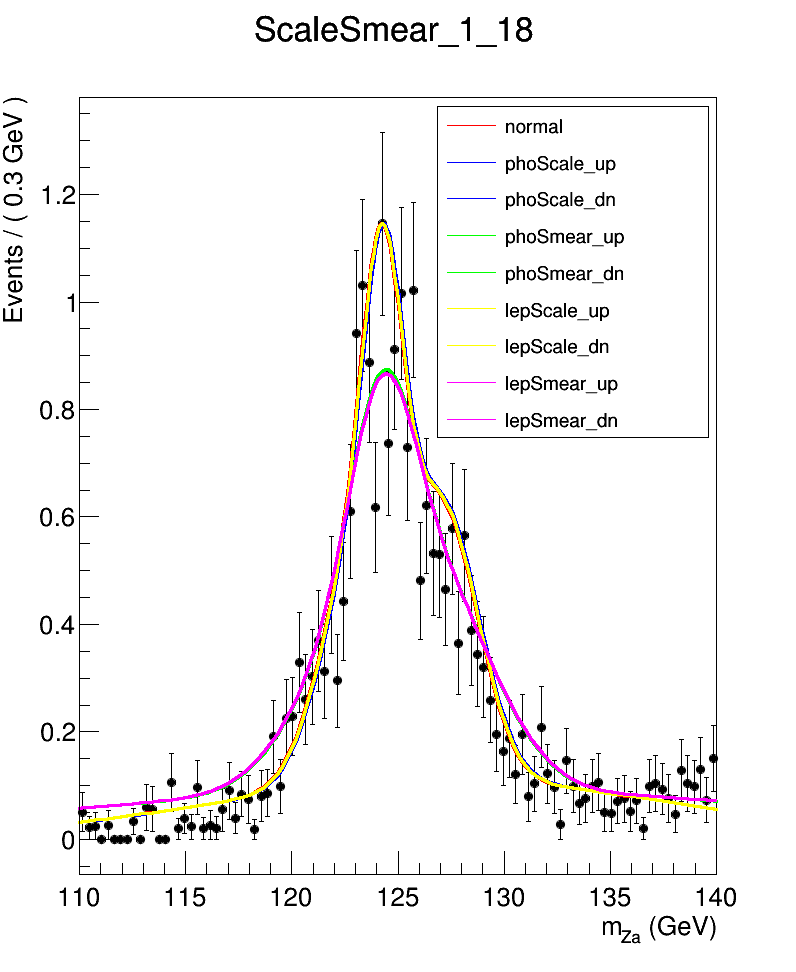 ScaleSmear_1_18
Events / ( 0.3 GeV )
1.2
1
0.8
0.6
0.4
0.2
0
normal
phoScale_up
phoScale_dn
phoSmear_up
phoSmear_dn
lepScale_up
lepScale_dn
lepSmear_up
lepSmear_dn
110 115 120 125 130 135 140
m_Za (GeV)